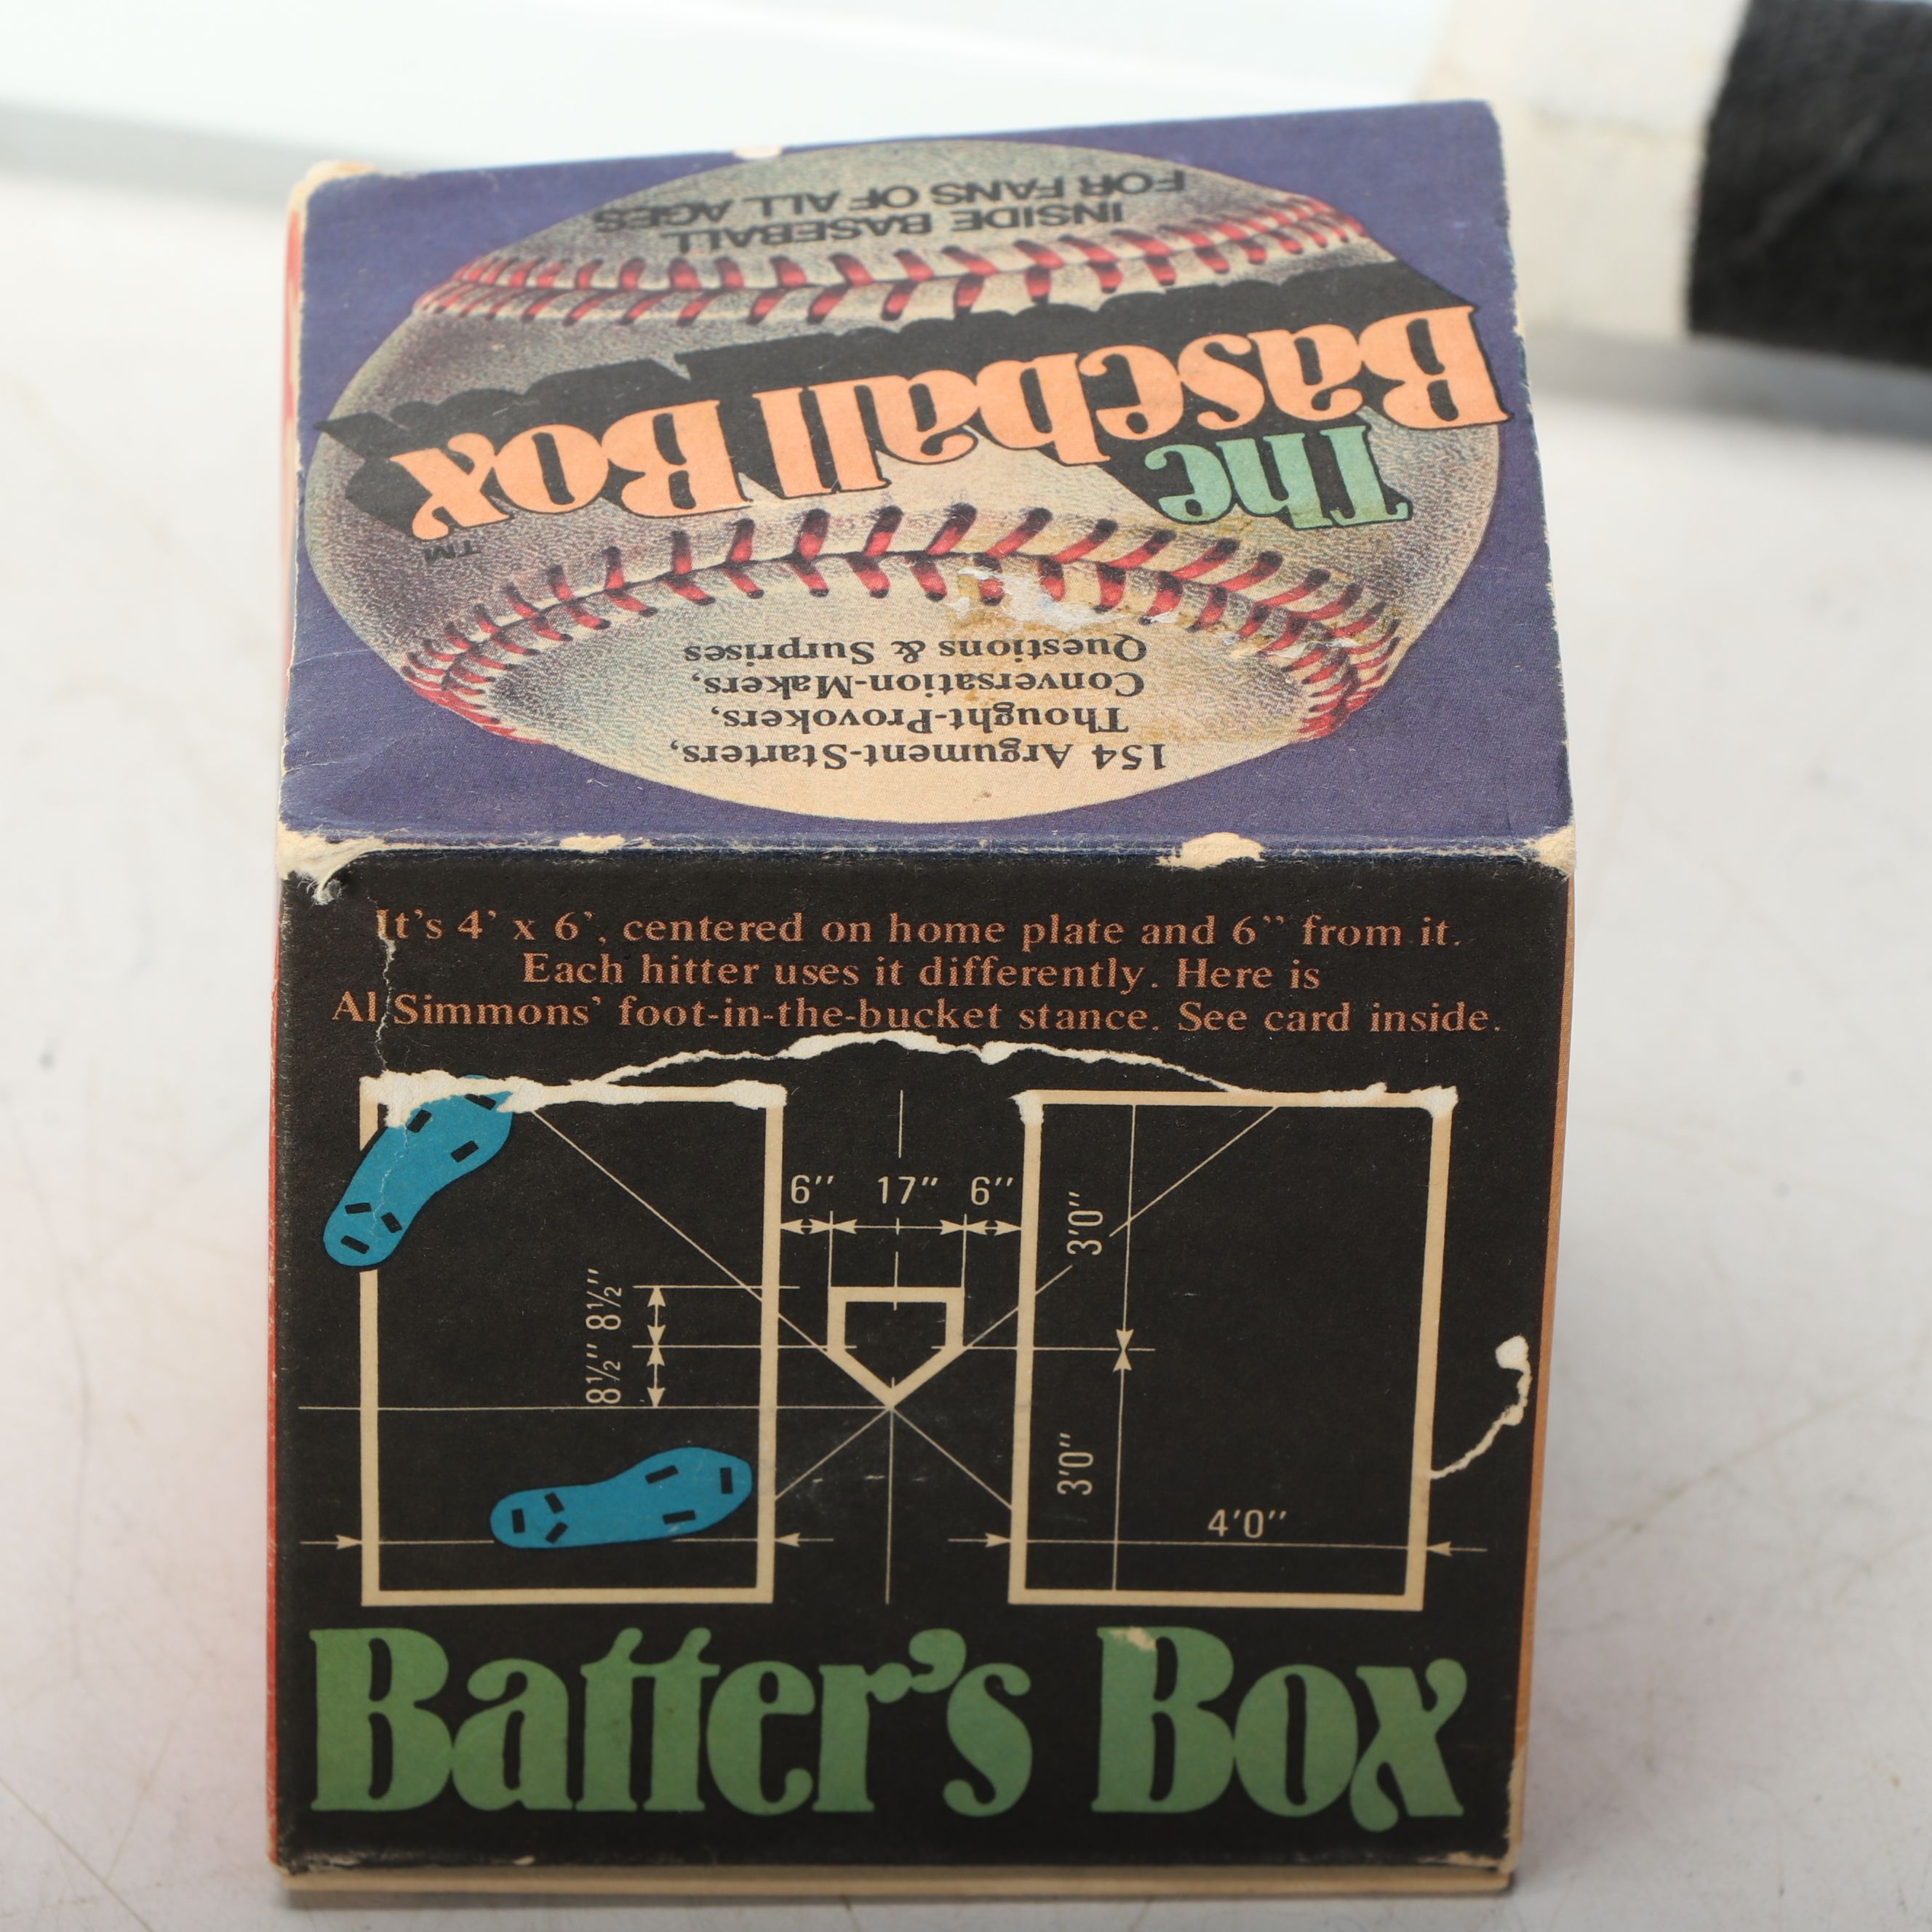 INSIDE BASEBALL
FOR FANS OF ALL AGES
The
Baseball Box
TM
154 Argument-Starters,
Thought-Provokers,
Conversation-Makers,
Questions & Surprises
It's 4' x 6', centered on home plate and 6" from it.
Each hitter uses it differently. Here is
Al Simmons' foot-in-the-bucket stance. See card inside.
6" 17" 6"
3'0"
8½" 8½"
3'0"
4'0"
Batter's Box